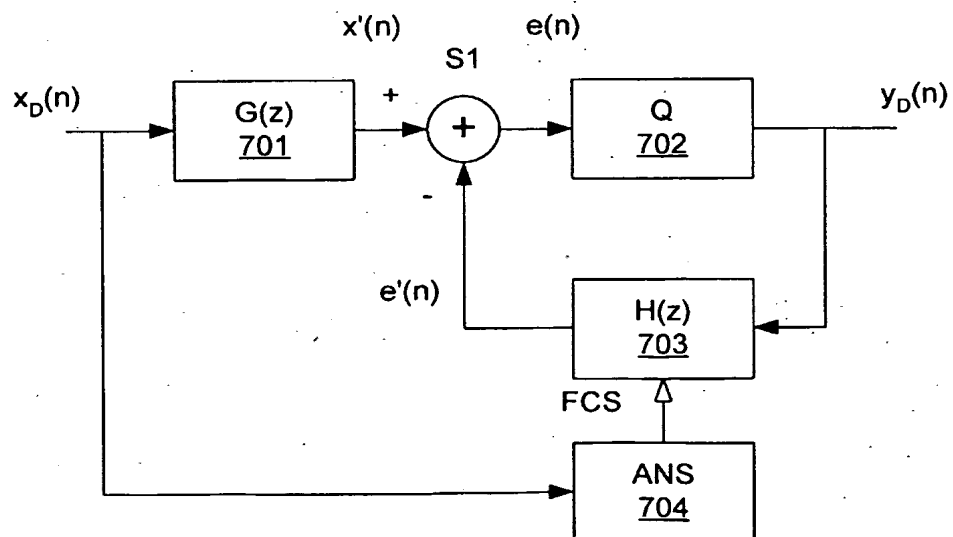 x'(n)
e(n)
S1
x_D(n)
G(z)
701
+
+
Q
702
y_D(n)
-
e'(n)
H(z)
703
FCS
ANS
704